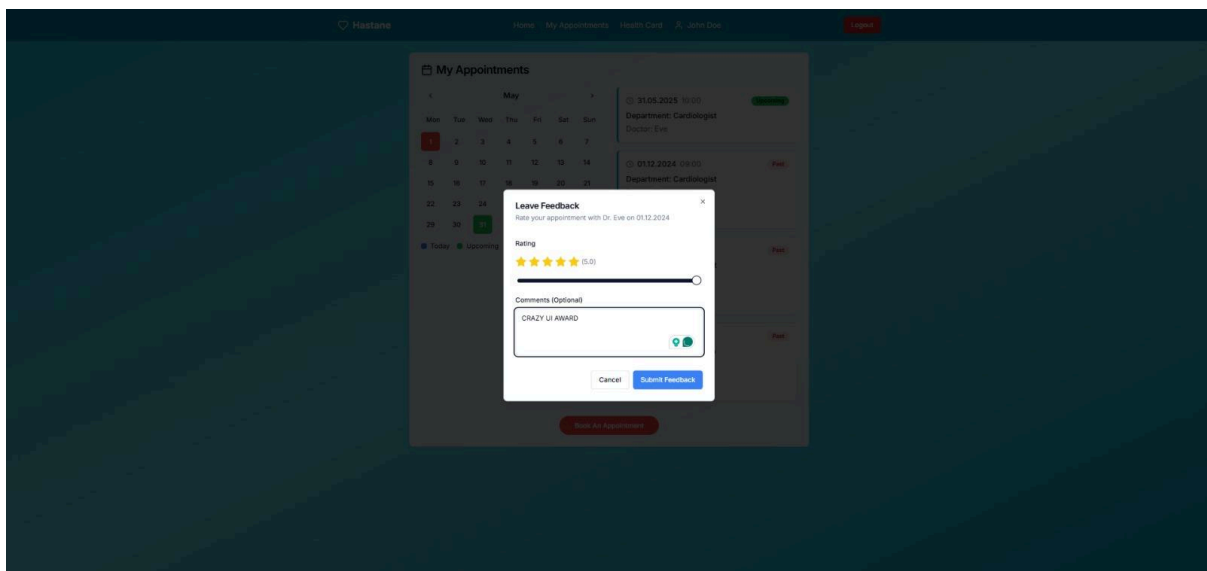 Hastane
Home My Appointments Health Card John Doe
Logout
My Appointments
May
Mon Tue Wed Thu Fri Sat Sun
1 2 3 4 5 6 7
8 9 10 11 12 13 14
15 16 17 18 19 20 21
22 23 24
29 30 31
Today Upcoming
31.05.2025 10:00
Department: Cardiologist
Doctor: Eve
01.12.2024 09:00 Past
Department: Cardiologist
Past
Past
Leave Feedback
Rate your appointment with Dr. Eve on 01.12.2024
Rating
(5.0)
Comments (Optional)
CRAZY UI AWARD
Cancel Submit Feedback
Book An Appointment